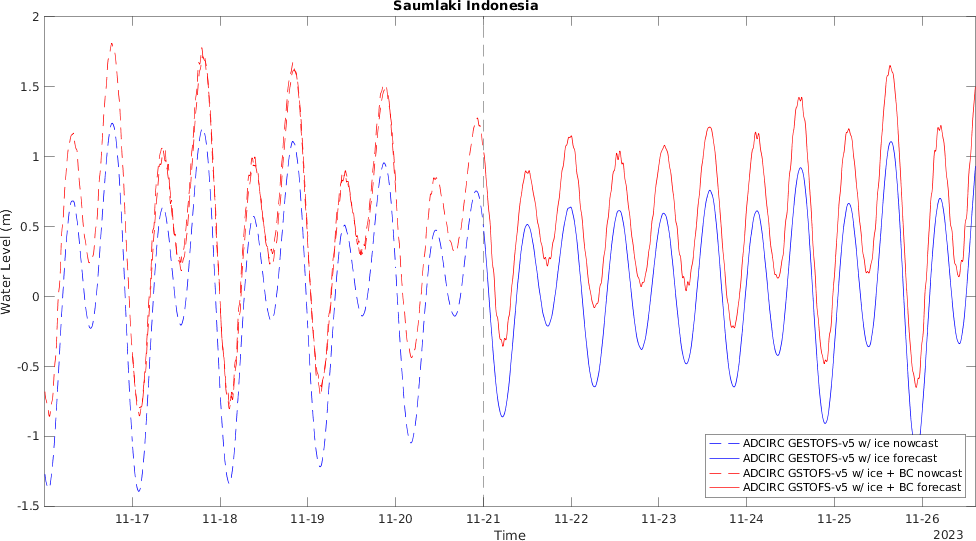 Saumlaki Indonesia
2
1.5
1
0.5
0
-0.5
-1
-1.5
Water Level (m)
11-17 11-18 11-19 11-20 11-21 11-22 11-23 11-24 11-25 11-26
Time
2023
ADCIRC GESTOFS-v5 w/ ice nowcast
ADCIRC GESTOFS-v5 w/ ice forecast
ADCIRC GSTOFS-v5 w/ ice + BC nowcast
ADCIRC GSTOFS-v5 w/ ice + BC forecast